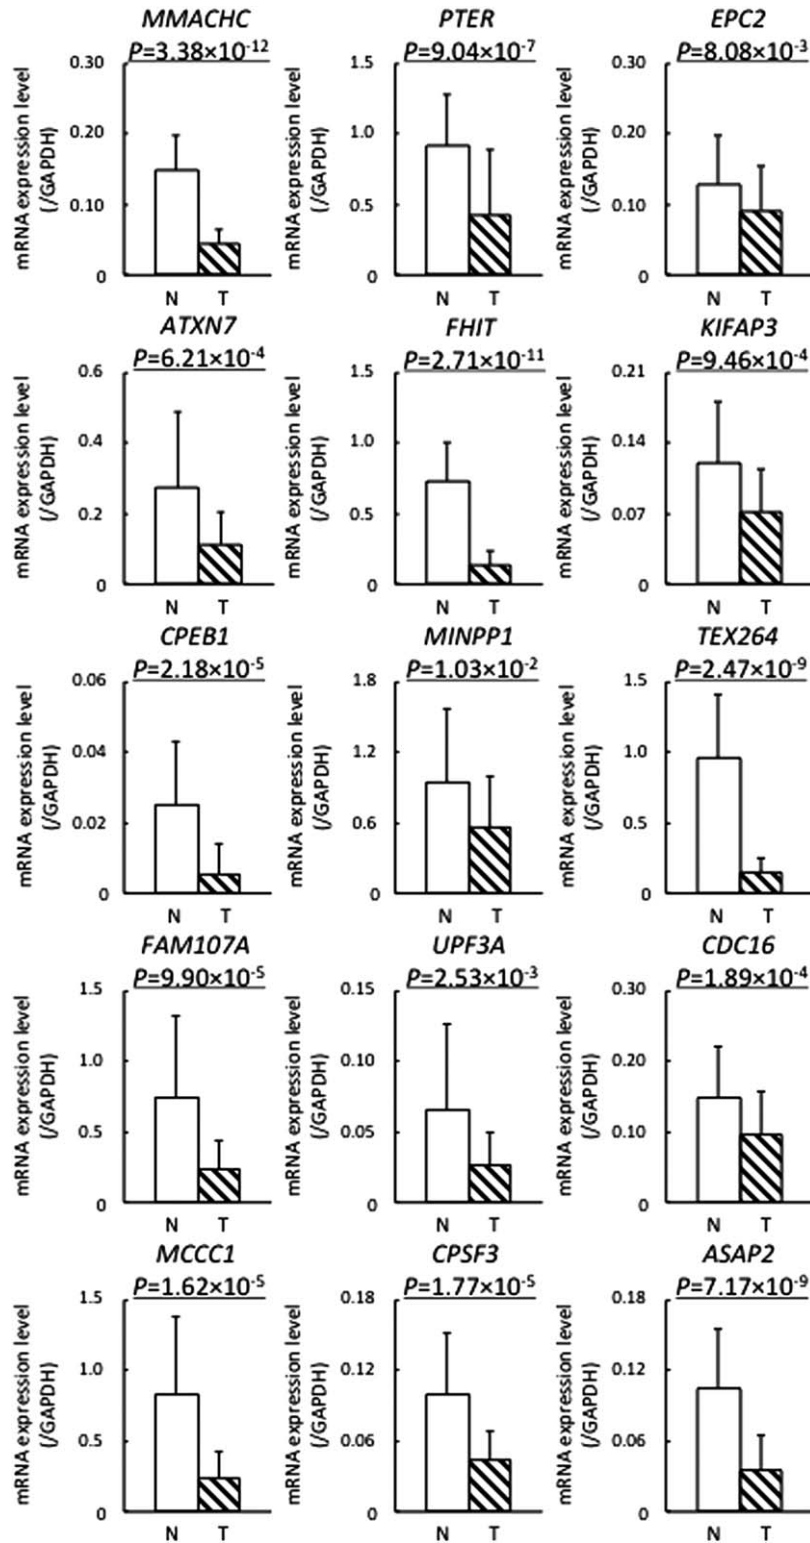 MMACHC
P=3.38×10-12
mRNA expression level
(/GAPDH)
0.30
0.20
0.10
0
N T
PTER
P=9.04×10-7
mRNA expression level
(/GAPDH)
1.5
1.0
0.5
0
N T
EPC2
P=8.08×10-3
mRNA expression level
(/GAPDH)
0.30
0.20
0.10
0
N T
ATXN7
P=6.21×10-4
mRNA expression level
(/GAPDH)
0.6
0.4
0.2
0
N T
FHIT
P=2.71×10-11
mRNA expression level
(/GAPDH)
1.5
1.0
0.5
0
N T
KIFAP3
P=9.46×10-4
mRNA expression level
(/GAPDH)
0.21
0.14
0.07
0
N T
CPEB1
P=2.18×10-5
mRNA expression level
(/GAPDH)
0.06
0.04
0.02
0
N T
MINPP1
P=1.03×10-2
mRNA expression level
(/GAPDH)
1.8
1.2
0.6
0
N T
TEX264
P=2.47×10-9
mRNA expression level
(/GAPDH)
1.5
1.0
0.5
0
N T
FAM107A
P=9.90×10-5
mRNA expression level
(/GAPDH)
1.5
1.0
0.5
0
N T
UPF3A
P=2.53×10-3
mRNA expression level
(/GAPDH)
0.15
0.10
0.05
0
N T
CDC16
P=1.89×10-4
mRNA expression level
(/GAPDH)
0.30
0.20
0.10
0
N T
MCCC1
P=1.62×10-5
mRNA expression level
(/GAPDH)
1.5
1.0
0.5
0
N T
CPSF3
P=1.77×10-5
mRNA expression level
(/GAPDH)
0.18
0.12
0.06
0
N T
ASAP2
P=7.17×10-9
mRNA expression level
(/GAPDH)
0.18
0.12
0.06
0
N T